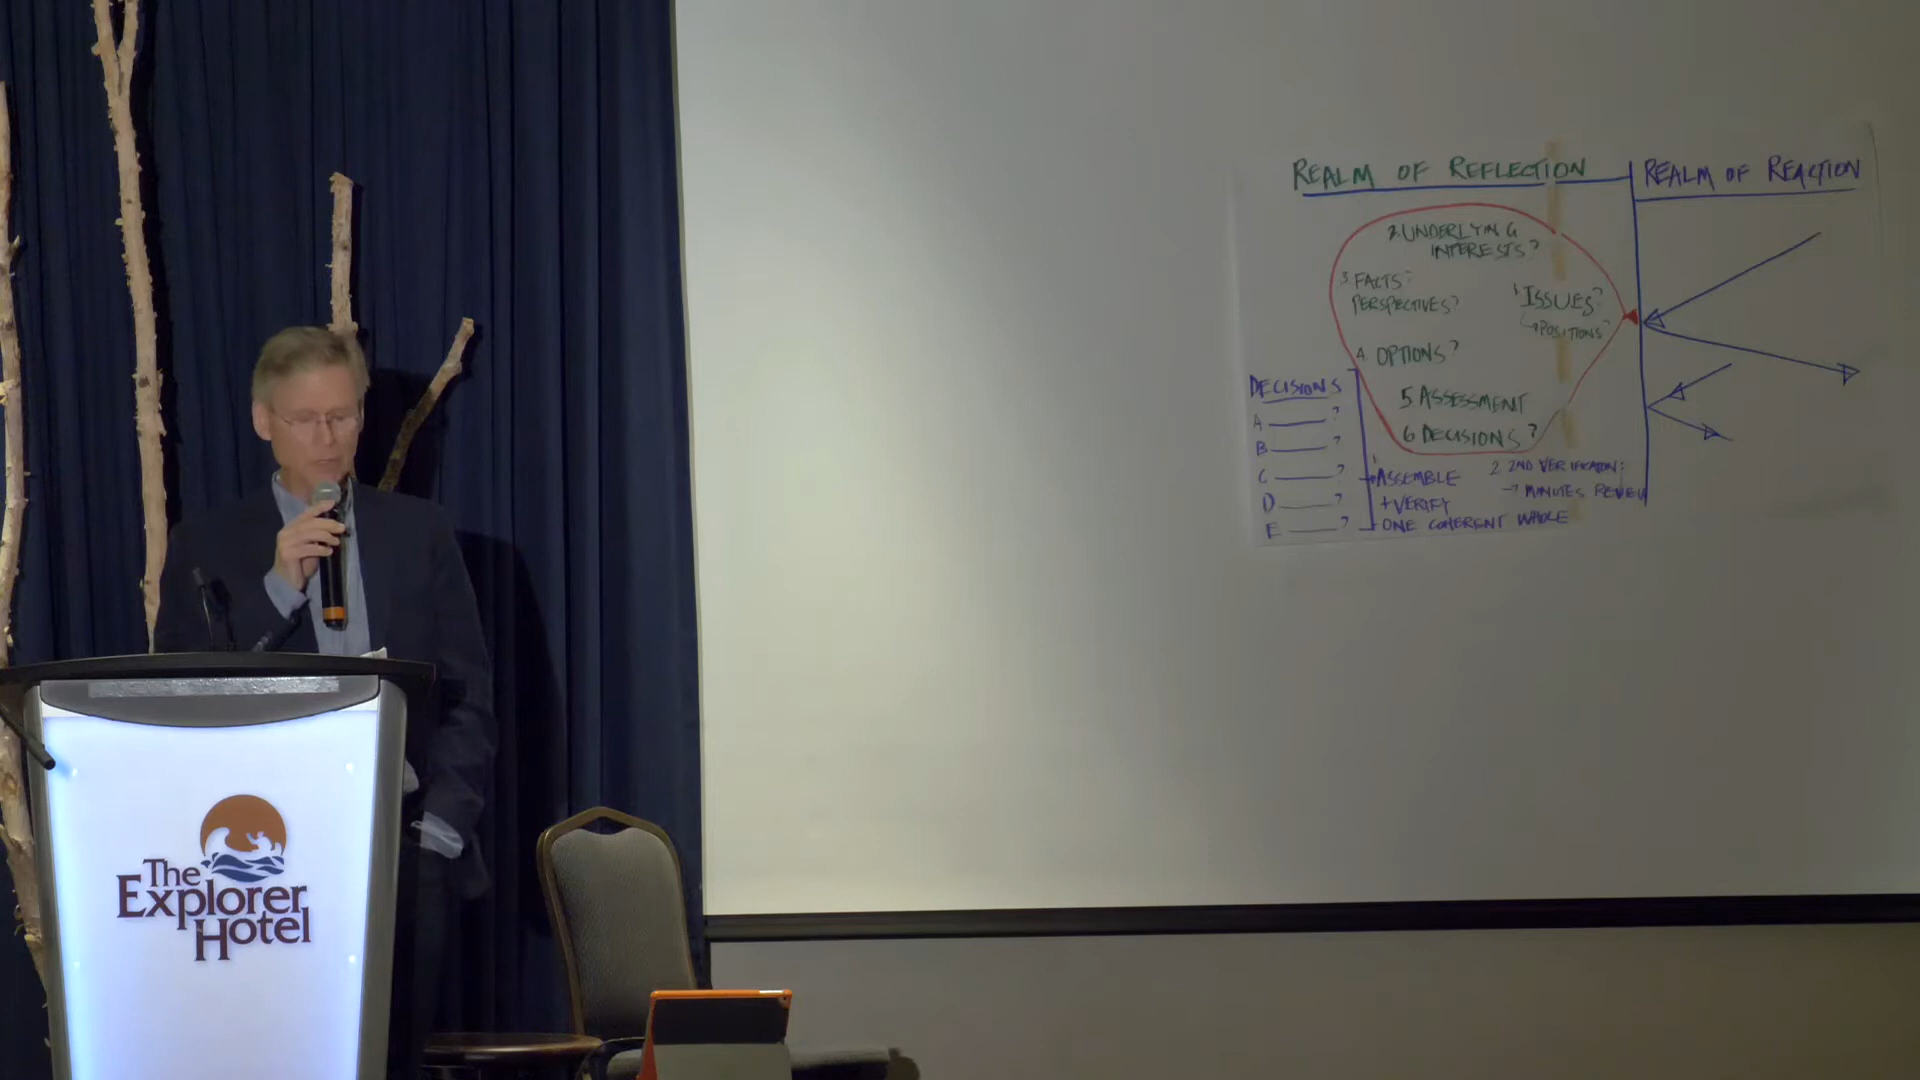 REALM OF REFLECTION
REALM OF REACTION
2. UNDERLYING
INTERESTS?
3. FACTS?
PERSPECTIVES?
1. ISSUES?
→POSITIONS?
4. OPTIONS?
5 ASSESSMENT
6 DECISIONS?
DECISIONS
A ?
B ?
C ?
D ?
E ?
1. ASSEMBLE
+ VERIFY
ONE COHERENT WHOLE
2. 2ND VERIFICATION:
→ MINUTES REVIEW
The
Explorer
Hotel